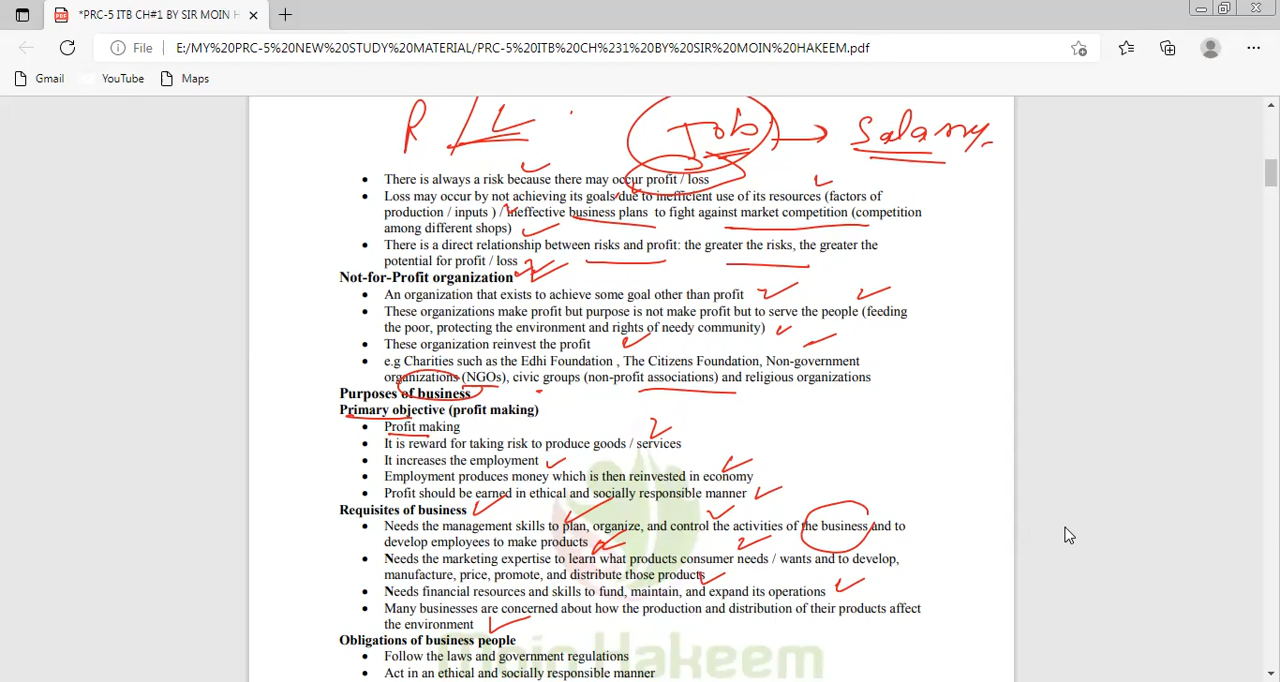 *PRC-5 ITB CH#1 BY SIR MOIN H
File
E:/MY%20PRC-5%20NEW%20STUDY%20MATERIAL/PRC-5%20ITB%20CH%231%20BY%20SIR%20MOIN%20HAKEEM.pdf
Gmail YouTube Maps
R / L Job → Salary
• There is always a risk because there may occur profit / loss
• Loss may occur by not achieving its goals due to inefficient use of its resources (factors of
production / inputs ) / ineffective business plans to fight against market competition (competition
among different shops)
• There is a direct relationship between risks and profit: the greater the risks, the greater the
potential for profit / loss
Not-for-Profit organization
• An organization that exists to achieve some goal other than profit
• These organizations make profit but purpose is not make profit but to serve the people (feeding
the poor, protecting the environment and rights of needy community)
• These organization reinvest the profit
• e.g Charities such as the Edhi Foundation , The Citizens Foundation, Non-government
organizations (NGOs), civic groups (non-profit associations) and religious organizations
Purposes of business
Primary objective (profit making)
• Profit making
• It is reward for taking risk to produce goods / services
• It increases the employment
• Employment produces money which is then reinvested in economy
• Profit should be earned in ethical and socially responsible manner
Requisites of business
• Needs the management skills to plan, organize, and control the activities of the business and to
develop employees to make products
• Needs the marketing expertise to learn what products consumer needs / wants and to develop,
manufacture, price, promote, and distribute those products
• Needs financial resources and skills to fund, maintain, and expand its operations
• Many businesses are concerned about how the production and distribution of their products affect
the environment
Obligations of business people
• Follow the laws and government regulations
• Act in an ethical and socially responsible manner
Moin Hakeem